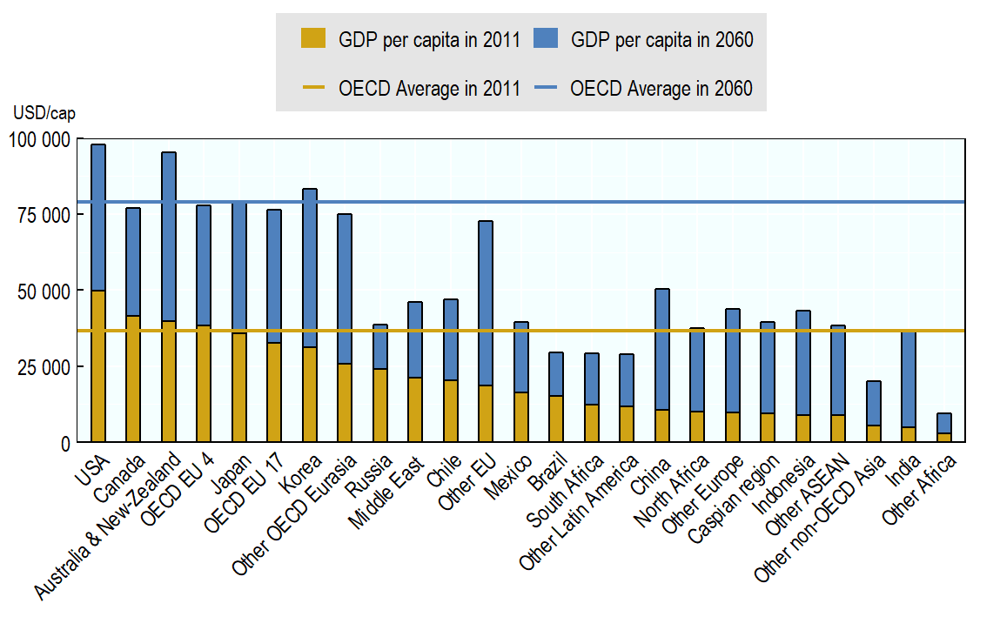 GDP per capita in 2011
GDP per capita in 2060
OECD Average in 2011
OECD Average in 2060
USD/cap
100 000
75 000
50 000
25 000
0
USA
Canada
Australia & New-Zealand
OECD EU 4
Japan
OECD EU 17
Korea
Other OECD Eurasia
Russia
Middle East
Chile
Other EU
Mexico
Brazil
South Africa
Other Latin America
China
North Africa
Other Europe
Caspian region
Indonesia
Other ASEAN
Other non-OECD Asia
India
Other Africa